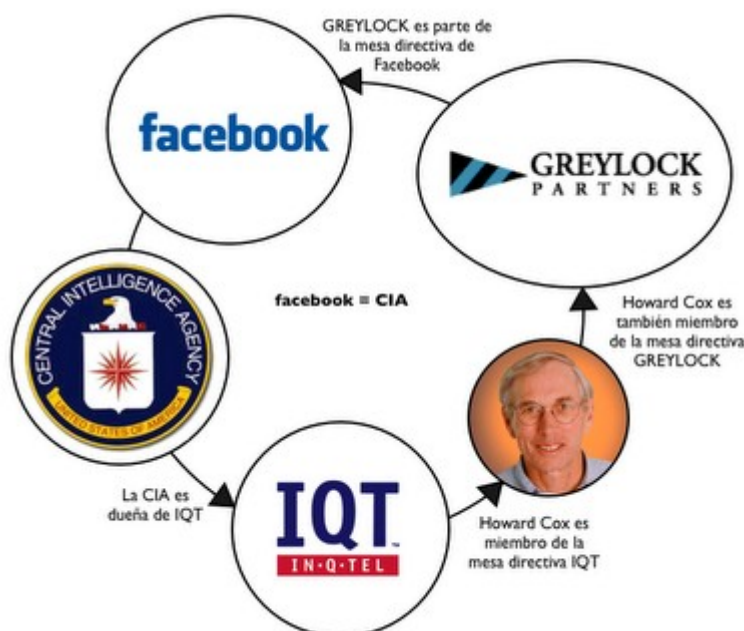 GREYLOCK es parte de
la mesa directiva de
Facebook
facebook
GREYLOCK
PARTNERS
CENTRAL INTELLIGENCE AGENCY
UNITED STATES OF AMERICA
facebook = CIA
Howard Cox es
también miembro
de la mesa directiva
GREYLOCK
La CIA es
dueña de IQT
IQT™
IN·Q·TEL
Howard Cox es
miembro de la
mesa directiva IQT